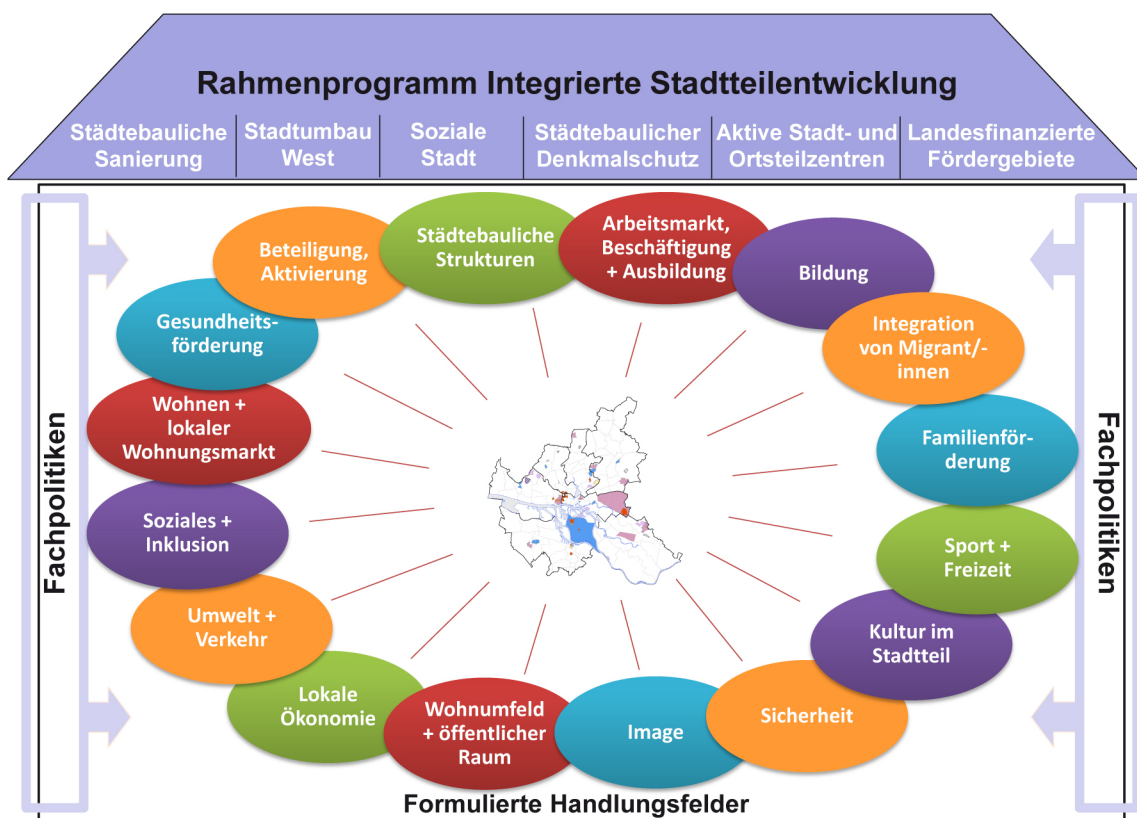 Rahmenprogramm Integrierte Stadtteilentwicklung
Städtebauliche
Sanierung
Stadtumbau
West
Soziale
Stadt
Städtebaulicher
Denkmalschutz
Aktive Stadt- und
Ortsteilzentren
Landesfinanzierte
Fördergebiete
Fachpolitiken
Städtebauliche
Strukturen
Arbeitsmarkt,
Beschäftigung
+ Ausbildung
Bildung
Integration
von Migrant/-
innen
Familienför-
derung
Sport +
Freizeit
Kultur im
Stadtteil
Sicherheit
Image
Wohnumfeld
+ öffentlicher
Raum
Lokale
Ökonomie
Umwelt +
Verkehr
Soziales +
Inklusion
Wohnen +
lokaler
Wohnungsmarkt
Gesundheits-
förderung
Beteiligung,
Aktivierung
Fachpolitiken
Formulierte Handlungsfelder